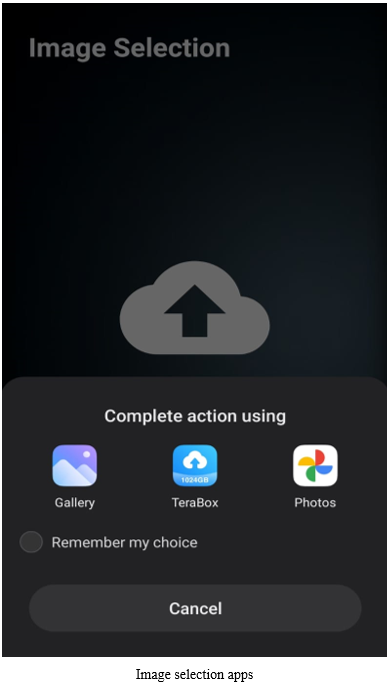 Image Selection
Complete action using
1024GB
Gallery TeraBox Photos
Remember my choice
Cancel
Image selection apps